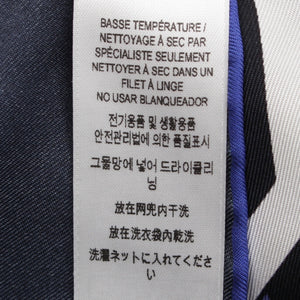 BASSE TEMPÉRATURE/
NETTOYAGE À SEC PAR
SPÉCIALISTE SEULEMENT
NETTOYER À SEC DANS UN
FILET À LINGE
NO USAR BLANQUEADOR
전기용품 및 생활용품
안전관리법에 의한 품질표시
그물망에 넣어 드라이클리
닝
放在网兜内干洗
放在洗衣袋內乾洗
洗濯ネットに入れてくださ
い